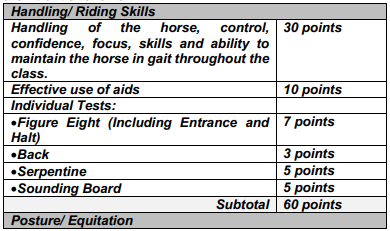 Handling/ Riding Skills
Handling of the horse, control, 30 points
confidence, focus, skills and ability to
maintain the horse in gait throughout the
class.
Effective use of aids 10 points
Individual Tests:
•Figure Eight (Including Entrance and 7 points
Halt)
•Back 3 points
•Serpentine 5 points
•Sounding Board 5 points
Subtotal 60 points
Posture/ Equitation